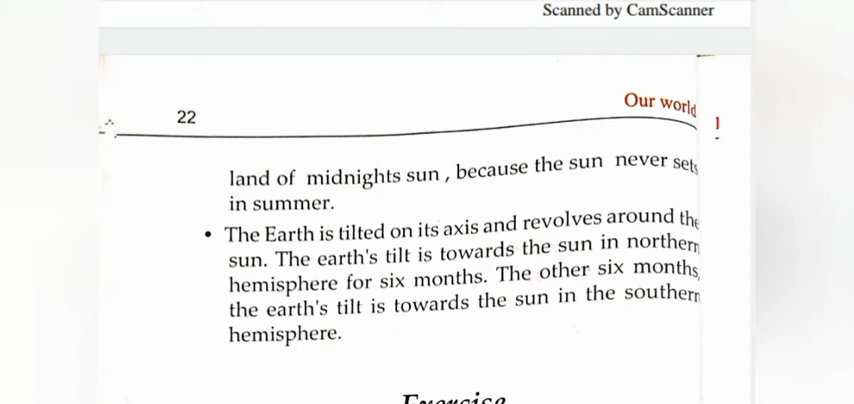 Scanned by CamScanner
22
Our world
land of midnights sun , because the sun never sets
in summer.
• The Earth is tilted on its axis and revolves around the
sun. The earth's tilt is towards the sun in northern
hemisphere for six months. The other six months,
the earth's tilt is towards the sun in the southern
hemisphere.
Exercise